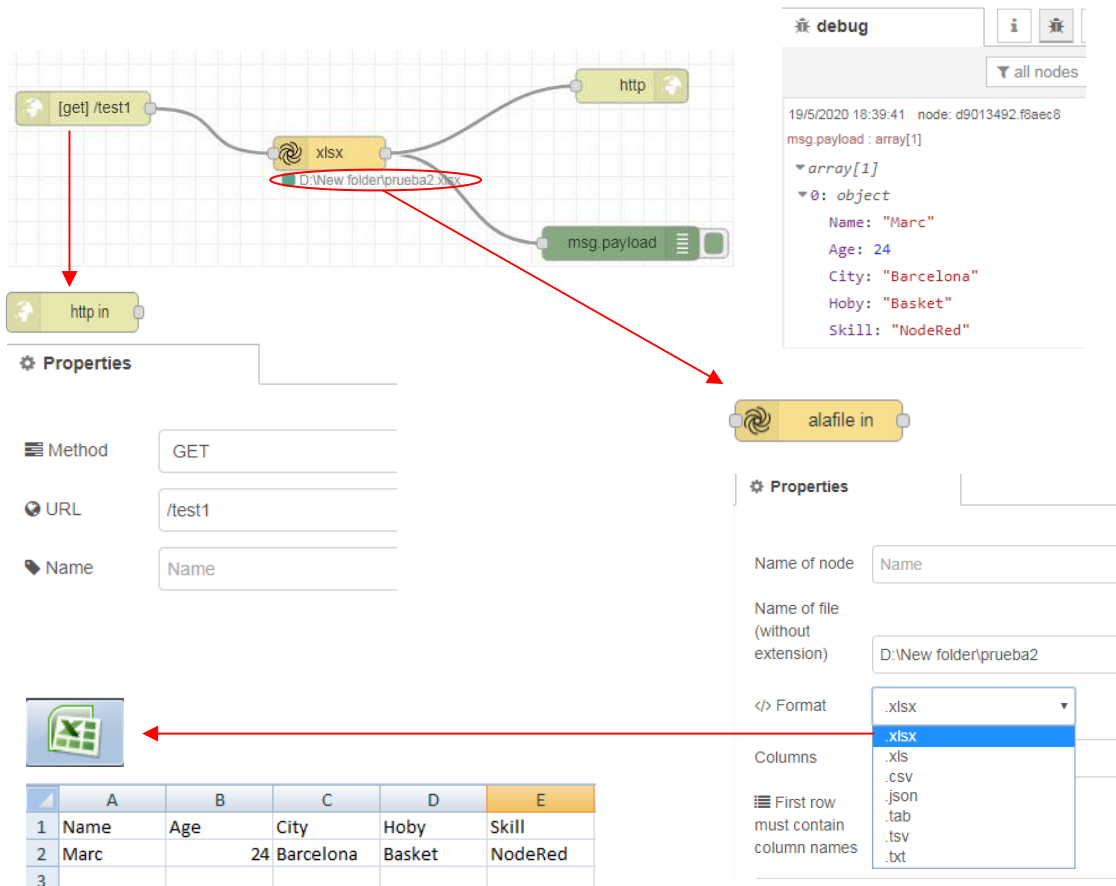 [get] /test1
xlsx
D:\New folder\prueba2.xlsx
http
msg.payload
debug
i
all nodes
19/5/2020 18:39:41 node: d9013492.f8aec8
msg.payload : array[1]
array[1]
0: object
Name: "Marc"
Age: 24
City: "Barcelona"
Hoby: "Basket"
Skill: "NodeRed"
http in
Properties
Method GET
URL /test1
Name Name
alafile in
Properties
Name of node Name
Name of file
(without
extension) D:\New folder\prueba2
</> Format .xlsx
.xlsx
Columns .xls
.csv
.json
.tab
.tsv
.txt
First row
must contain
column names
A B C D E
1 Name Age City Hoby Skill
2 Marc 24 Barcelona Basket NodeRed
3